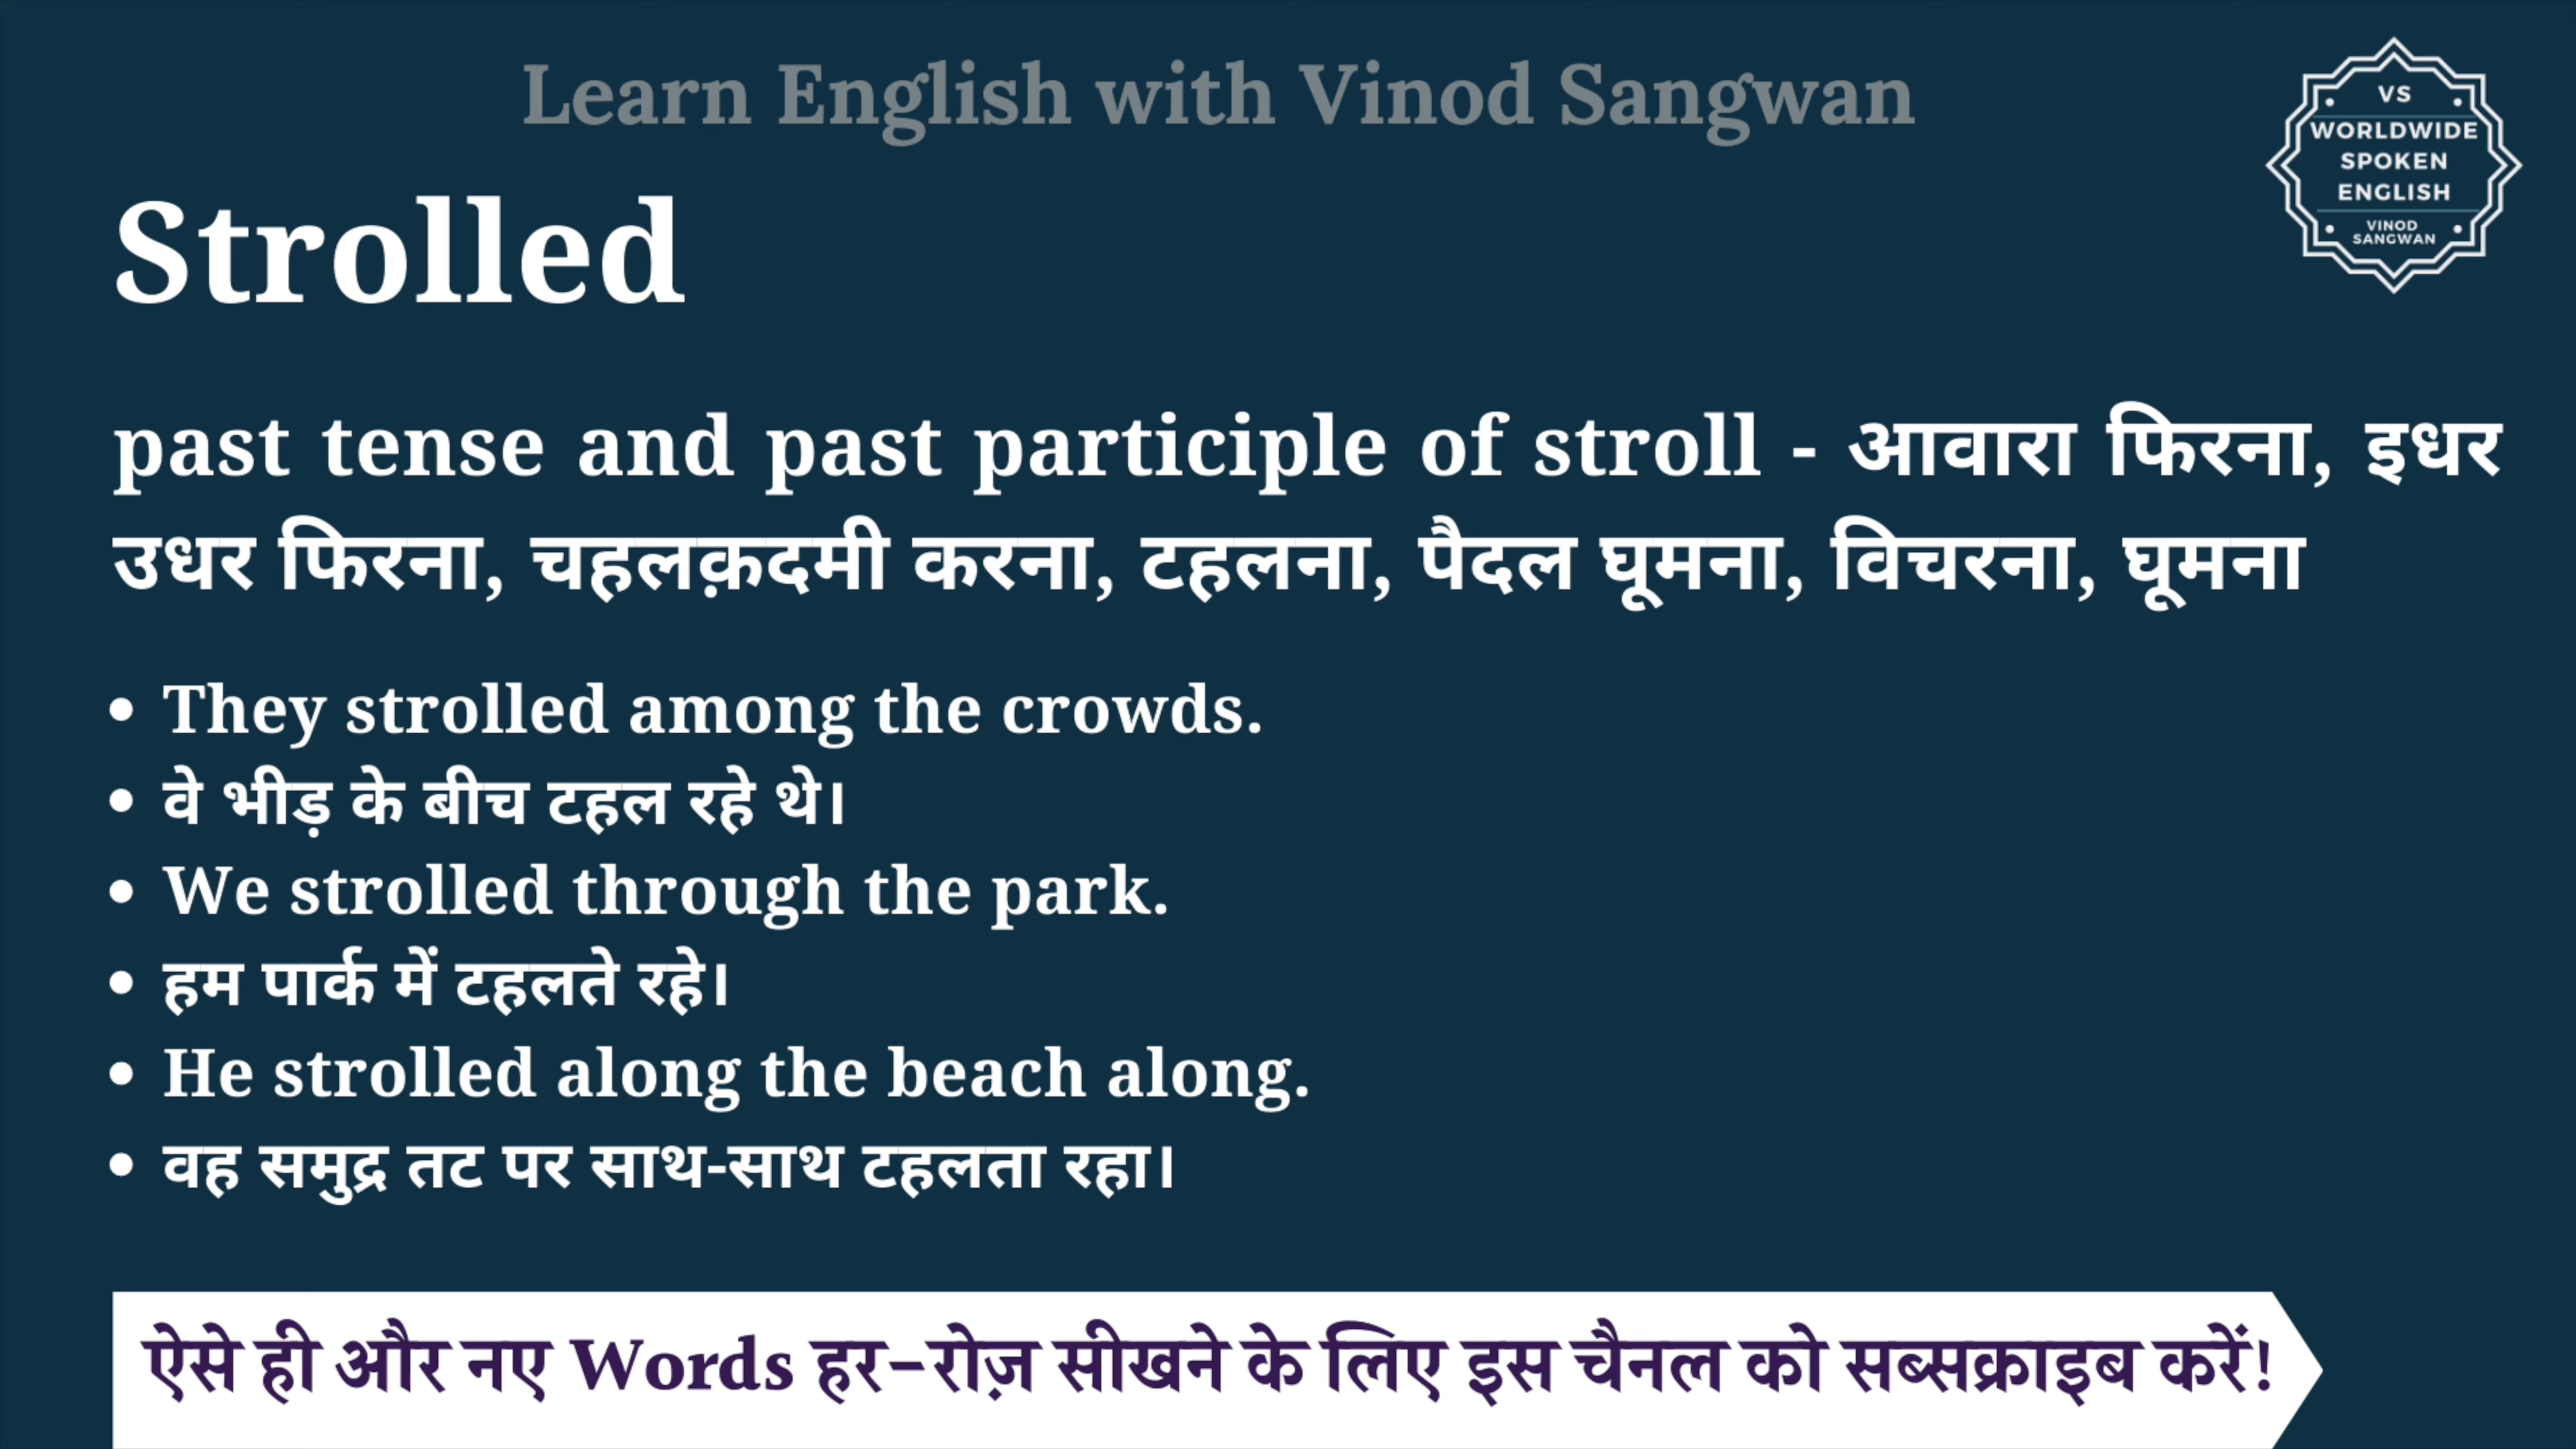 Learn English with Vinod Sangwan
VS
WORLDWIDE
SPOKEN
ENGLISH
VINOD
SANGWAN
Strolled
past tense and past participle of stroll - आवारा फिरना, इधर
उधर फिरना, चहलक़दमी करना, टहलना, पैदल घूमना, विचरना, घूमना
• They strolled among the crowds.
• वे भीड़ के बीच टहल रहे थे।
• We strolled through the park.
• हम पार्क में टहलते रहे।
• He strolled along the beach along.
• वह समुद्र तट पर साथ-साथ टहलता रहा।
ऐसे ही और नए Words हर-रोज़ सीखने के लिए इस चैनल को सब्सक्राइब करें!